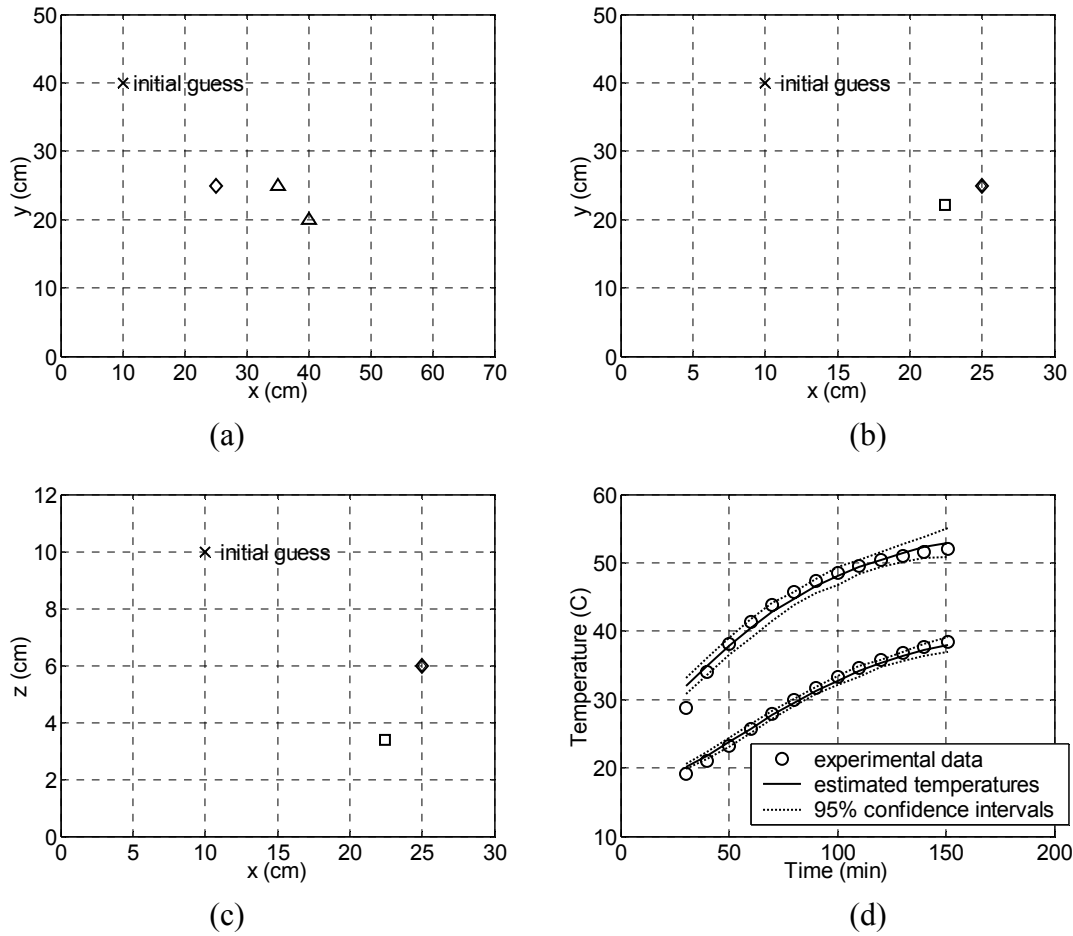 50
40
30
20
10
0
y (cm)
initial guess
0 10 20 30 40 50 60 70
x (cm)
(a)
50
40
30
20
10
0
y (cm)
initial guess
0 5 10 15 20 25 30
x (cm)
(b)
12
10
8
6
4
2
0
z (cm)
initial guess
0 5 10 15 20 25 30
x (cm)
(c)
60
50
40
30
20
10
Temperature (C)
experimental data
estimated temperatures
95% confidence intervals
0 50 100 150 200
Time (min)
(d)